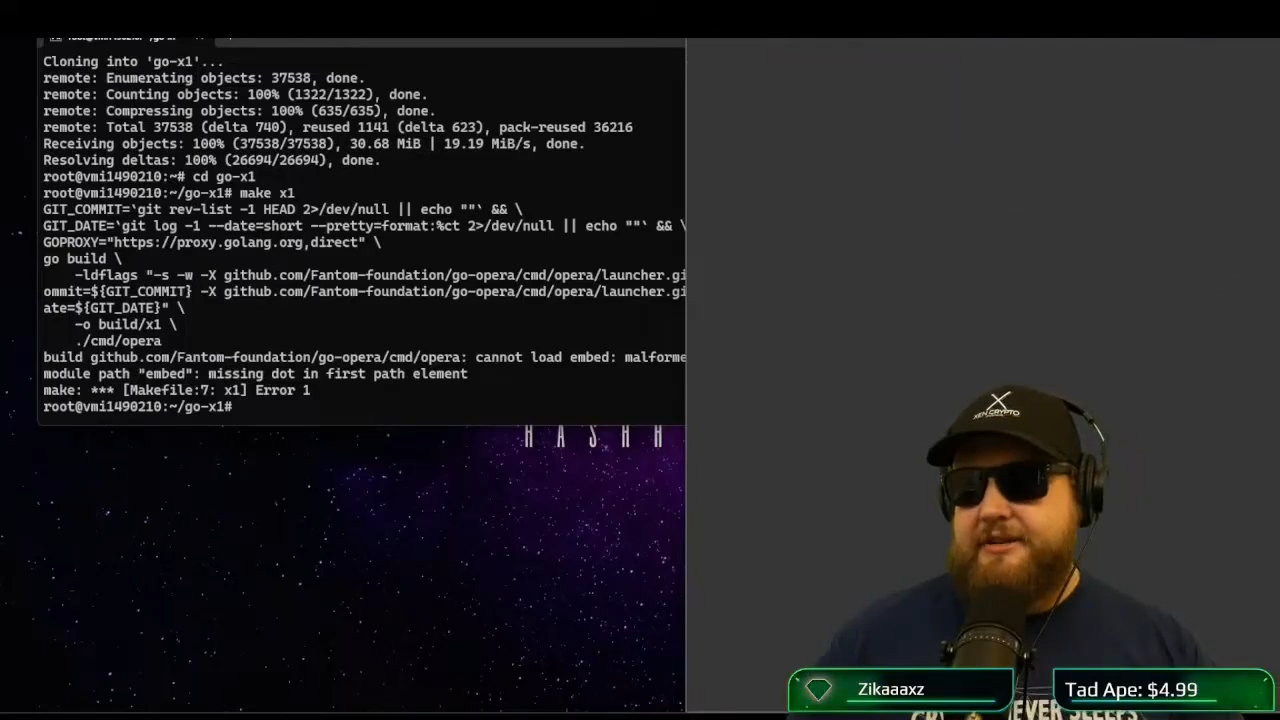 Cloning into 'go-x1'...
remote: Enumerating objects: 37538, done.
remote: Counting objects: 100% (1322/1322), done.
remote: Compressing objects: 100% (635/635), done.
remote: Total 37538 (delta 740), reused 1141 (delta 623), pack-reused 36216
Receiving objects: 100% (37538/37538), 30.68 MiB | 19.19 MiB/s, done.
Resolving deltas: 100% (26694/26694), done.
root@vmi1490210:~# cd go-x1
root@vmi1490210:~/go-x1# make x1
GIT_COMMIT=`git rev-list -1 HEAD 2>/dev/null || echo ""` && \
GIT_DATE=`git log -1 --date=short --pretty=format:%ct 2>/dev/null || echo ""` && \
GOPROXY="https://proxy.golang.org,direct" \
go build \
-ldflags "-s -w -X github.com/Fantom-foundation/go-opera/cmd/opera/launcher.gi
ommit=${GIT_COMMIT} -X github.com/Fantom-foundation/go-opera/cmd/opera/launcher.gi
ate=${GIT_DATE}" \
-o build/x1 \
./cmd/opera
build github.com/Fantom-foundation/go-opera/cmd/opera: cannot load embed: malforme
module path "embed": missing dot in first path element
make: *** [Makefile:7: x1] Error 1
root@vmi1490210:~/go-x1#
HASHH
X
XEN CRYPTO
Zikaaaxz
Tad Ape: $4.99